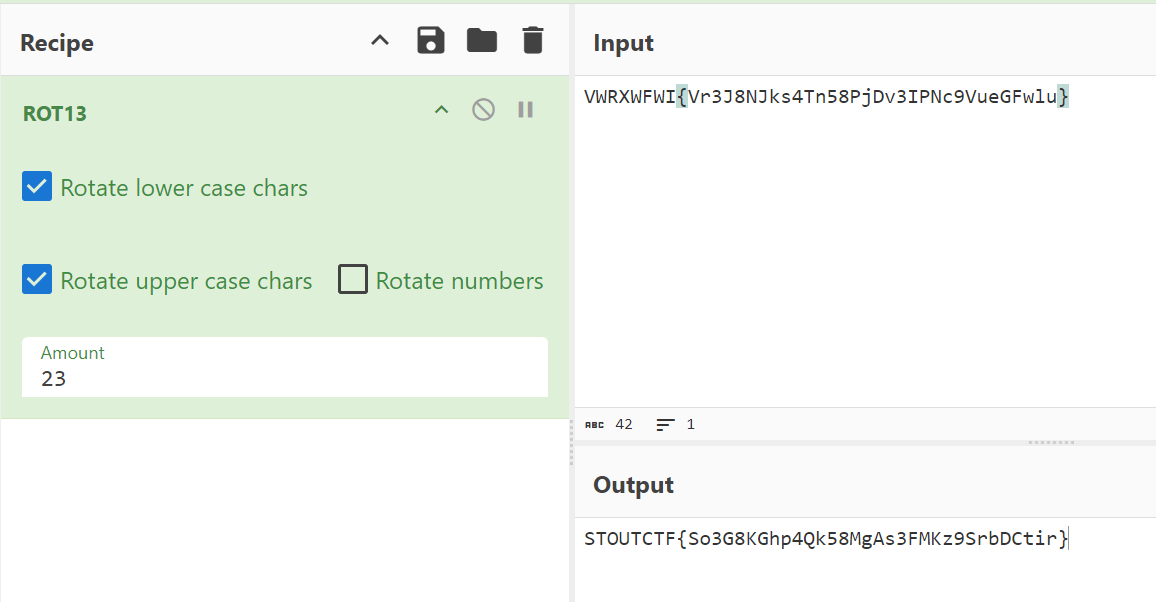 Recipe
ROT13
Rotate lower case chars
Rotate upper case chars
Rotate numbers
Amount
23
Input
VWRXWFWI{Vr3J8NJks4Tn58PjDv3IPNc9VueGFwlu}
ABC 42 1
Output
STOUTCTF{So3G8KGhp4Qk58MgAs3FMKz9SrbDCtir}